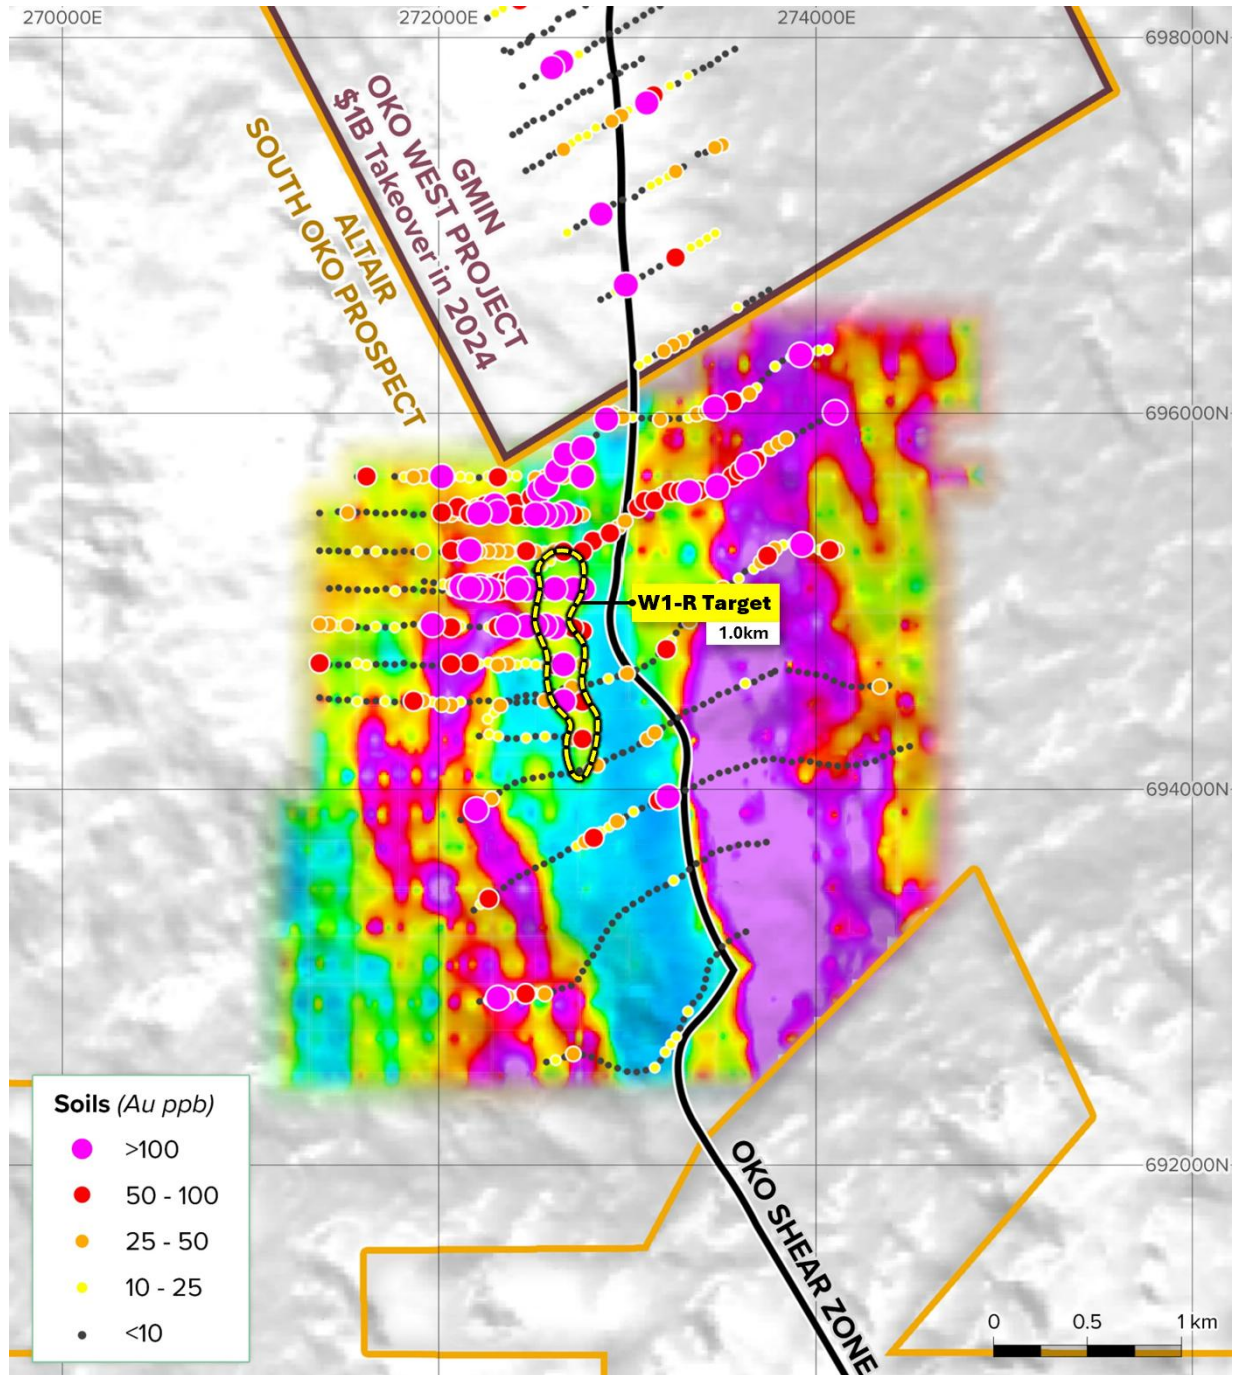 270000E
272000E
274000E
698000N
GMIN
OKO WEST PROJECT
$1B Takeover in 2024
ALTAIR
SOUTH OKO PROSPECT
696000N
W1-R Target
1.0km
694000N
692000N
OKO SHEAR ZONE
Soils (Au ppb)
>100
50 - 100
25 - 50
10 - 25
<10
0 0.5 1 km